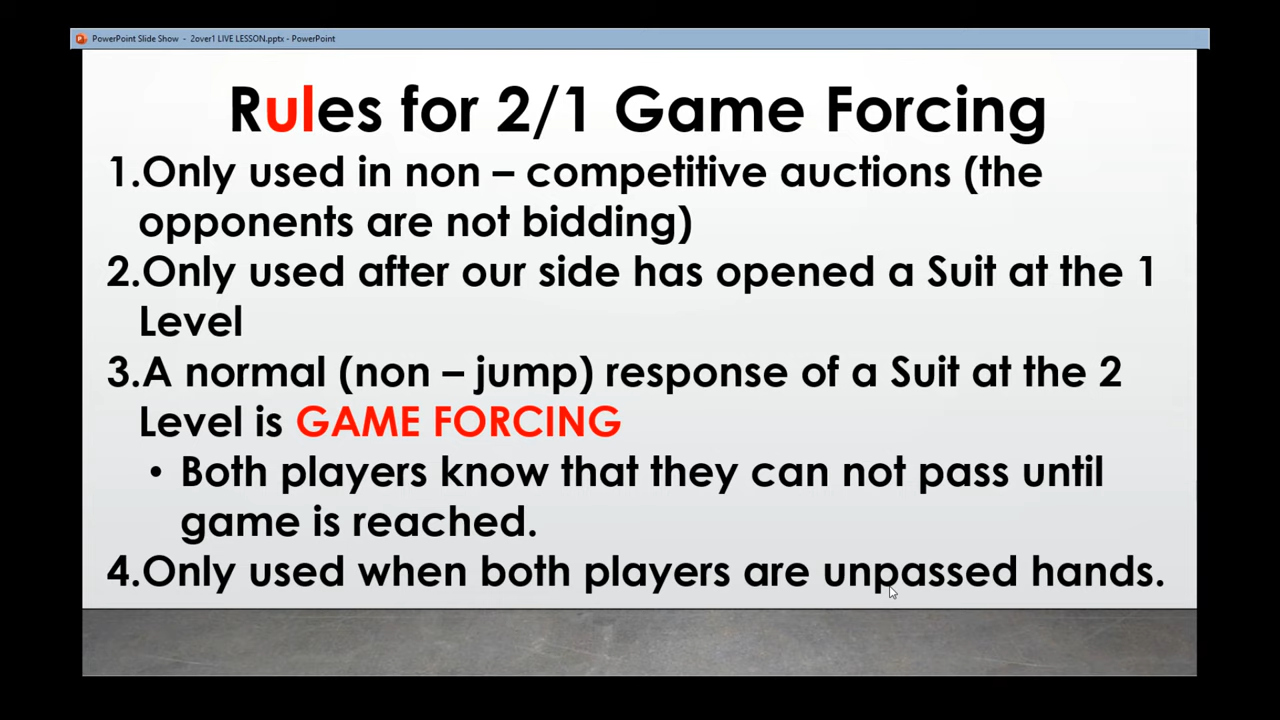 PowerPoint Slide Show - 2over1 LIVE LESSON.pptx - PowerPoint
Rules for 2/1 Game Forcing
1.Only used in non – competitive auctions (the
opponents are not bidding)
2.Only used after our side has opened a Suit at the 1
Level
3.A normal (non – jump) response of a Suit at the 2
Level is GAME FORCING
• Both players know that they can not pass until
game is reached.
4.Only used when both players are unpassed hands.